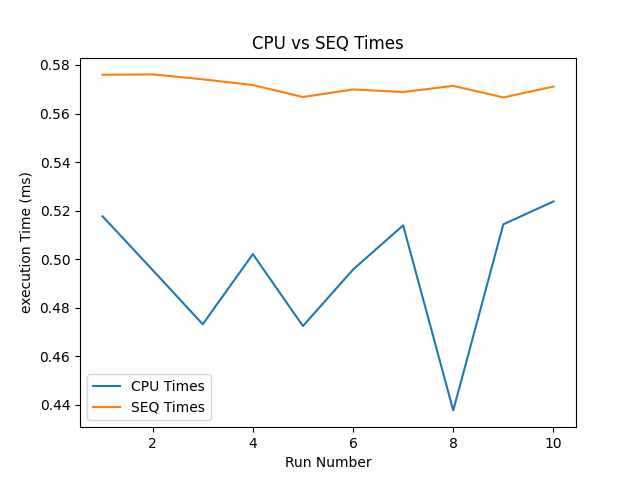 CPU vs SEQ Times
execution Time (ms)
0.58
0.56
0.54
0.52
0.50
0.48
0.46
0.44
CPU Times
SEQ Times
2 4 6 8 10
Run Number